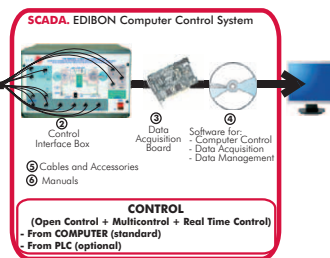 SCADA. EDIBON Computer Control System
② Control Interface Box
③ Data Acquisition Board
④ Software for:
- Computer Control
- Data Acquisition
- Data Management
⑤ Cables and Accessories
⑥ Manuals
CONTROL
(Open Control + Multicontrol + Real Time Control)
- From COMPUTER (standard)
- From PLC (optional)